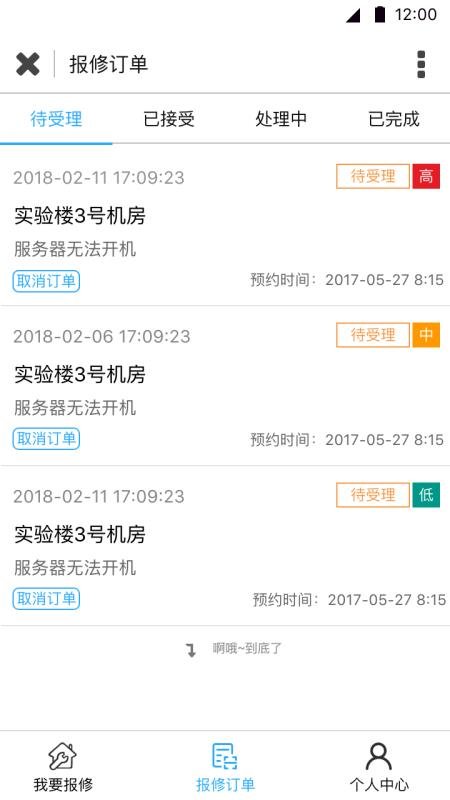 12:00
报修订单
待受理 已接受 处理中 已完成
2018-02-11 17:09:23 待受理 高
实验楼3号机房
服务器无法开机
取消订单 预约时间：2017-05-27 8:15
2018-02-06 17:09:23 待受理 中
实验楼3号机房
服务器无法开机
取消订单 预约时间：2017-05-27 8:15
2018-02-11 17:09:23 待受理 低
实验楼3号机房
服务器无法开机
取消订单 预约时间：2017-05-27 8:15
啊哦~到底了
我要报修 报修订单 个人中心